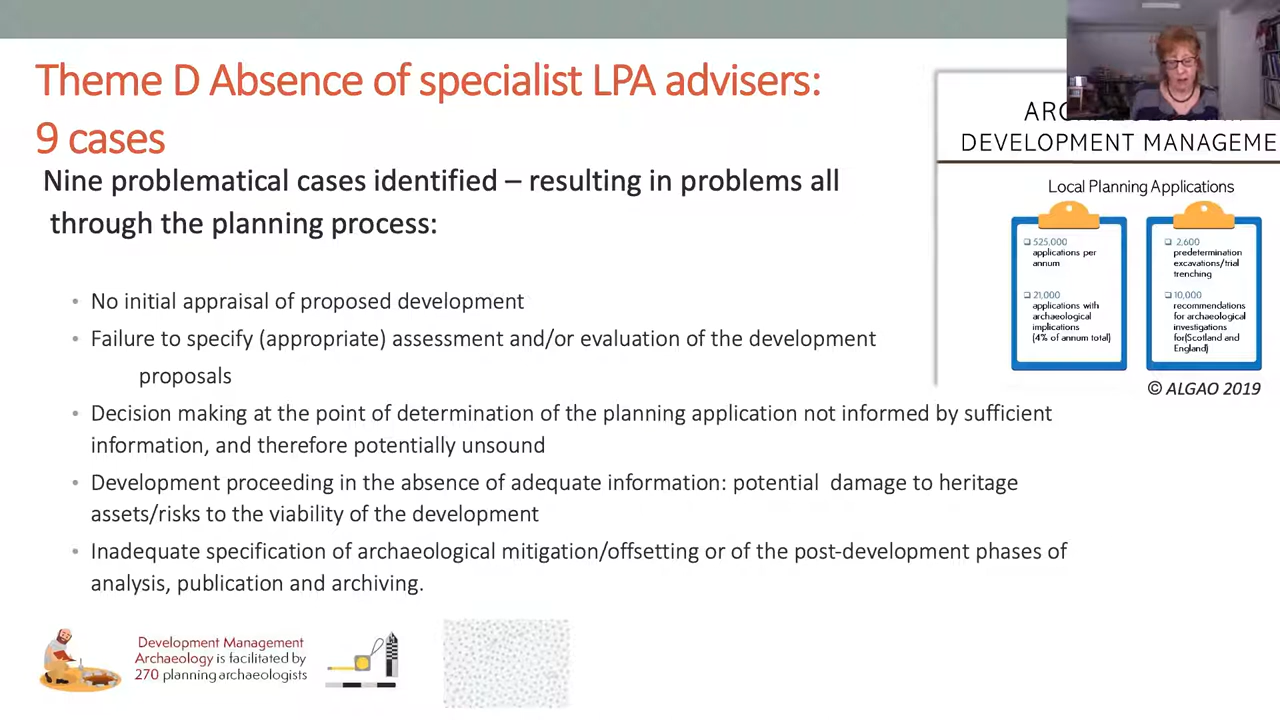 Theme D Absence of specialist LPA advisers:
9 cases
Nine problematical cases identified – resulting in problems all
through the planning process:
No initial appraisal of proposed development
Failure to specify (appropriate) assessment and/or evaluation of the development
proposals
Decision making at the point of determination of the planning application not informed by sufficient
information, and therefore potentially unsound
Development proceeding in the absence of adequate information: potential damage to heritage
assets/risks to the viability of the development
Inadequate specification of archaeological mitigation/offsetting or of the post-development phases of
analysis, publication and archiving.
DEVELOPMENT MANAGEME
Local Planning Applications
525,000
applications per
annum
21,000
applications with
archaeological
implications
(4% of annum total)
2,600
predetermination
excavations/trial
trenching
10,000
recommendations
for archaeological
investigations
for(Scotland and
England)
© ALGAO 2019
Development Management
Archaeology is facilitated by
270 planning archaeologists